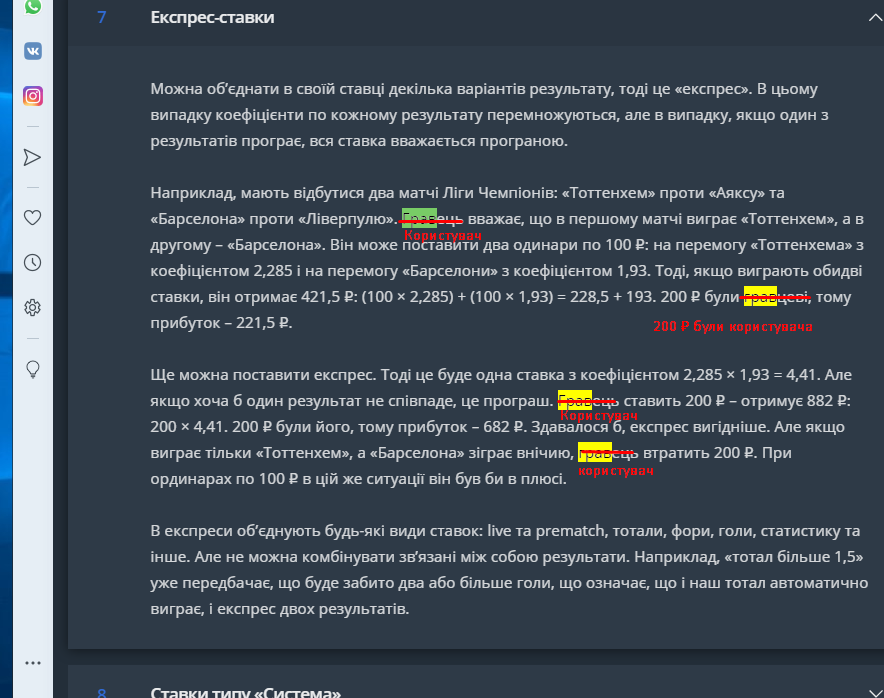 7 Експрес-ставки
Можна об’єднати в своїй ставці декілька варіантів результату, тоді це «експрес». В цьому
випадку коефіцієнти по кожному результату перемножуються, але в випадку, якщо один з
результатів програє, вся ставка вважається програною.
Наприклад, мають відбутися два матчі Ліги Чемпіонів: «Тоттенхем» проти «Аяксу» та
«Барселона» проти «Ліверпулю». Гравець вважає, що в першому матчі виграє «Тоттенхем», а в
Користувач
другому – «Барселона». Він може поставити два одинари по 100 ₽: на перемогу «Тоттенхема» з
коефіцієнтом 2,285 і на перемогу «Барселони» з коефіцієнтом 1,93. Тоді, якщо виграють обидві
ставки, він отримає 421,5 ₽: (100 × 2,285) + (100 × 1,93) = 228,5 + 193. 200 ₽ були гравцеві, тому
прибуток – 221,5 ₽.
200 ₽ були користувача
Ще можна поставити експрес. Тоді це буде одна ставка з коефіцієнтом 2,285 × 1,93 = 4,41. Але
якщо хоча б один результат не співпаде, це програш. Гравець ставить 200 ₽ – отримує 882 ₽:
Користувач
200 × 4,41. 200 ₽ були його, тому прибуток – 682 ₽. Здавалося б, експрес вигідніше. Але якщо
виграє тільки «Тоттенхем», а «Барселона» зіграє внічию, гравець втратить 200 ₽. При
користувач
ординарах по 100 ₽ в цій же ситуації він був би в плюсі.
В експреси об’єднують будь-які види ставок: live та prematch, тотали, фори, голи, статистику та
інше. Але не можна комбінувати зв’язані між собою результати. Наприклад, «тотал більше 1,5»
уже передбачає, що буде забито два або більше голи, що означає, що і наш тотал автоматично
виграє, і експрес двох результатів.
8 Ставки типу «Система»